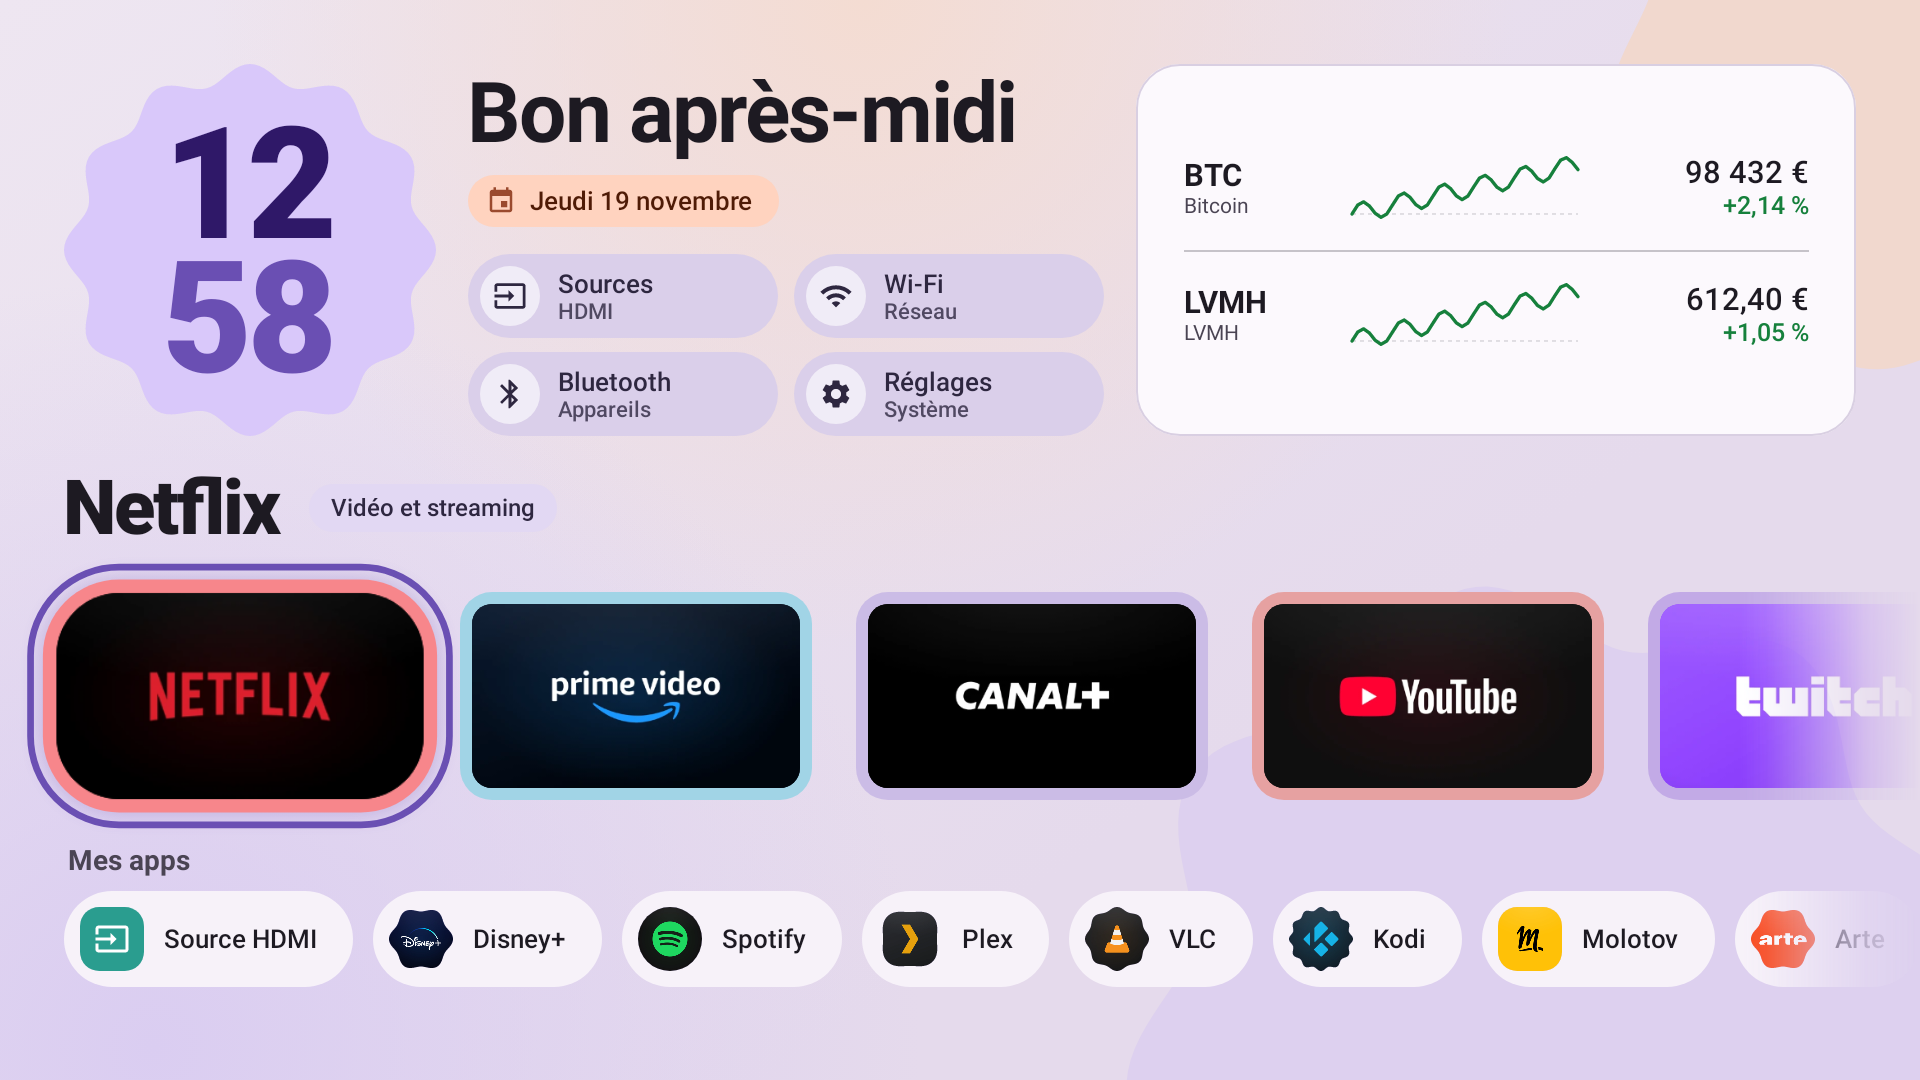 12
58
Bon après-midi
Jeudi 19 novembre
Sources
HDMI
Wi-Fi
Réseau
Bluetooth
Appareils
Réglages
Système
BTC
Bitcoin
98 432 €
+2,14 %
LVMH
LVMH
612,40 €
+1,05 %
Netflix
Vidéo et streaming
NETFLIX
prime video
CANAL+
YouTube
twitch
Mes apps
Source HDMI
Disney+
Disney+
Spotify
Plex
VLC
Kodi
M
Molotov
arte
Arte